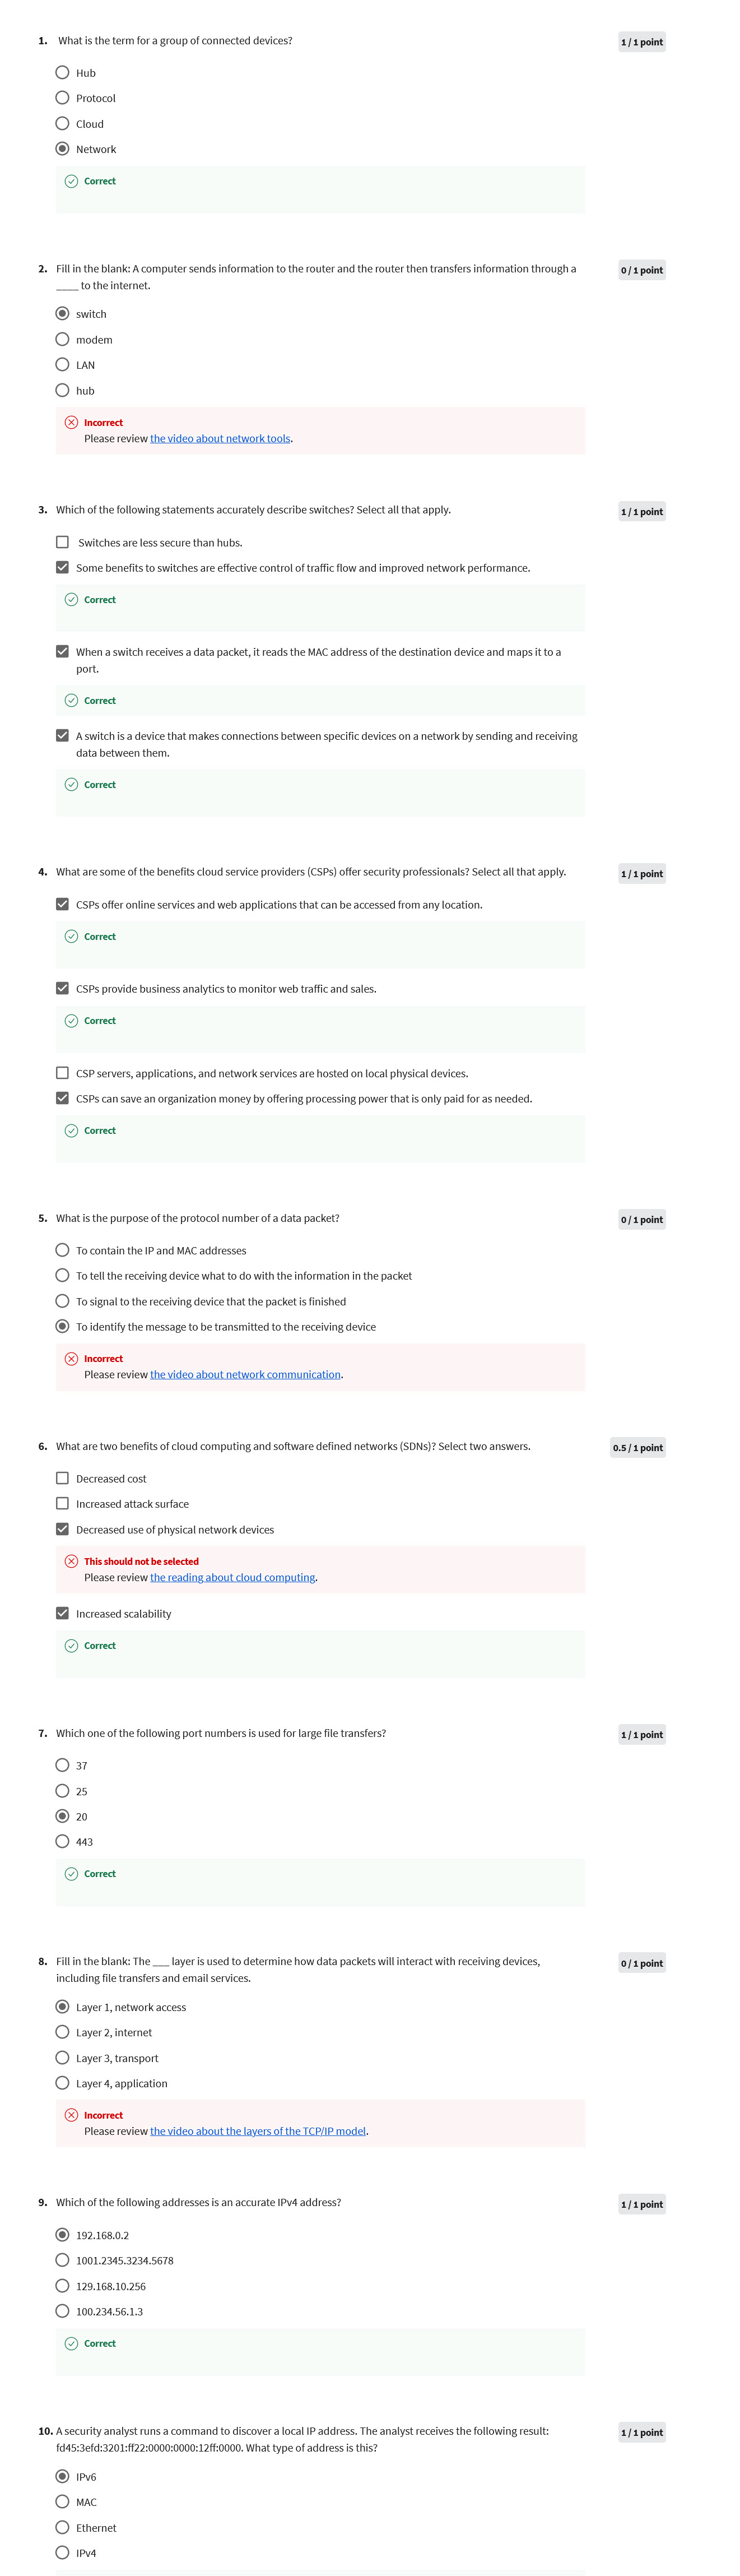 1. What is the term for a group of connected devices?
1 / 1 point
Hub
Protocol
Cloud
Network
Correct
2. Fill in the blank: A computer sends information to the router and the router then transfers information through a
____ to the internet.
0 / 1 point
switch
modem
LAN
hub
Incorrect
Please review the video about network tools.
3. Which of the following statements accurately describe switches? Select all that apply.
1 / 1 point
Switches are less secure than hubs.
Some benefits to switches are effective control of traffic flow and improved network performance.
Correct
When a switch receives a data packet, it reads the MAC address of the destination device and maps it to a
port.
Correct
A switch is a device that makes connections between specific devices on a network by sending and receiving
data between them.
Correct
4. What are some of the benefits cloud service providers (CSPs) offer security professionals? Select all that apply.
1 / 1 point
CSPs offer online services and web applications that can be accessed from any location.
Correct
CSPs provide business analytics to monitor web traffic and sales.
Correct
CSP servers, applications, and network services are hosted on local physical devices.
CSPs can save an organization money by offering processing power that is only paid for as needed.
Correct
5. What is the purpose of the protocol number of a data packet?
0 / 1 point
To contain the IP and MAC addresses
To tell the receiving device what to do with the information in the packet
To signal to the receiving device that the packet is finished
To identify the message to be transmitted to the receiving device
Incorrect
Please review the video about network communication.
6. What are two benefits of cloud computing and software defined networks (SDNs)? Select two answers.
0.5 / 1 point
Decreased cost
Increased attack surface
Decreased use of physical network devices
This should not be selected
Please review the reading about cloud computing.
Increased scalability
Correct
7. Which one of the following port numbers is used for large file transfers?
1 / 1 point
37
25
20
443
Correct
8. Fill in the blank: The ___ layer is used to determine how data packets will interact with receiving devices,
including file transfers and email services.
0 / 1 point
Layer 1, network access
Layer 2, internet
Layer 3, transport
Layer 4, application
Incorrect
Please review the video about the layers of the TCP/IP model.
9. Which of the following addresses is an accurate IPv4 address?
1 / 1 point
192.168.0.2
1001.2345.3234.5678
129.168.10.256
100.234.56.1.3
Correct
10. A security analyst runs a command to discover a local IP address. The analyst receives the following result:
fd45:3efd:3201:ff22:0000:0000:12ff:0000. What type of address is this?
1 / 1 point
IPv6
MAC
Ethernet
IPv4